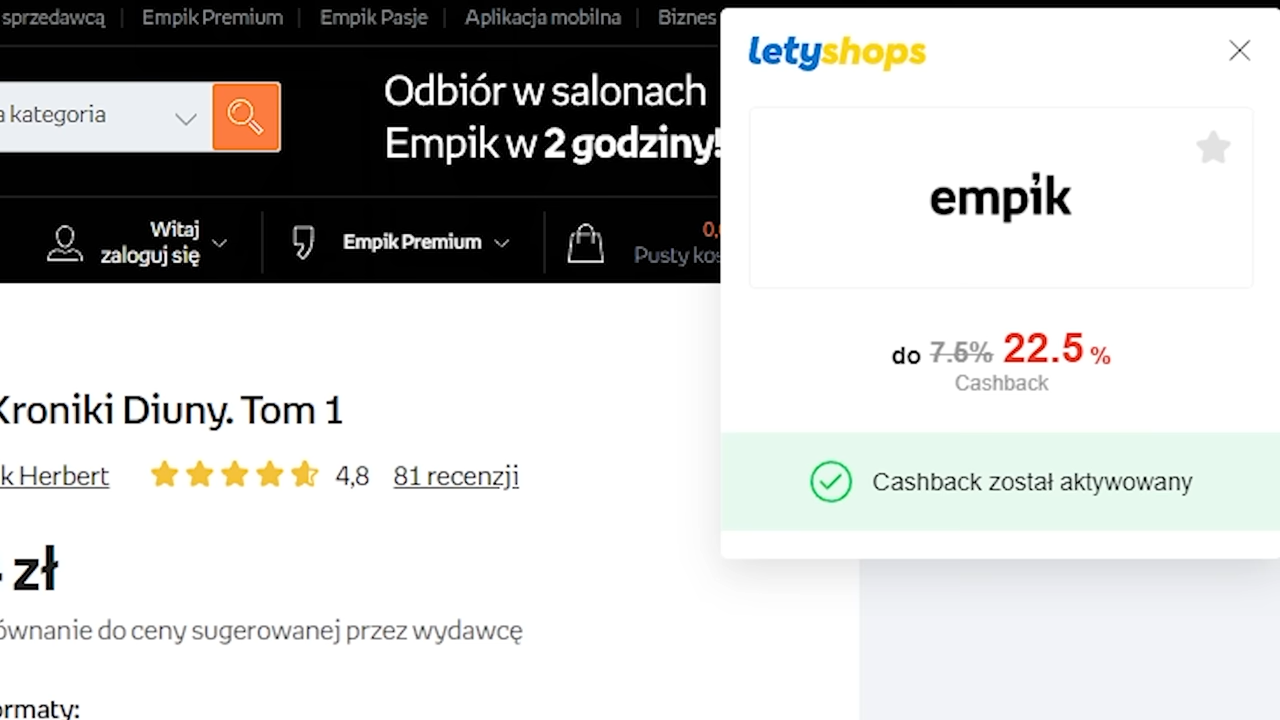 sprzedawcą | Empik Premium | Empik Pasje | Aplikacja mobilna | Biznes
a kategoria
Odbiór w salonach
Empik w 2 godziny!
Witaj
zaloguj się
Empik Premium
0,
Pusty kos
Kroniki Diuny. Tom 1
k Herbert
4,8
81 recenzji
zł
ównanie do ceny sugerowanej przez wydawcę
ormaty:
letyshops
empik
do 7.5% 22.5 %
Cashback
Cashback został aktywowany